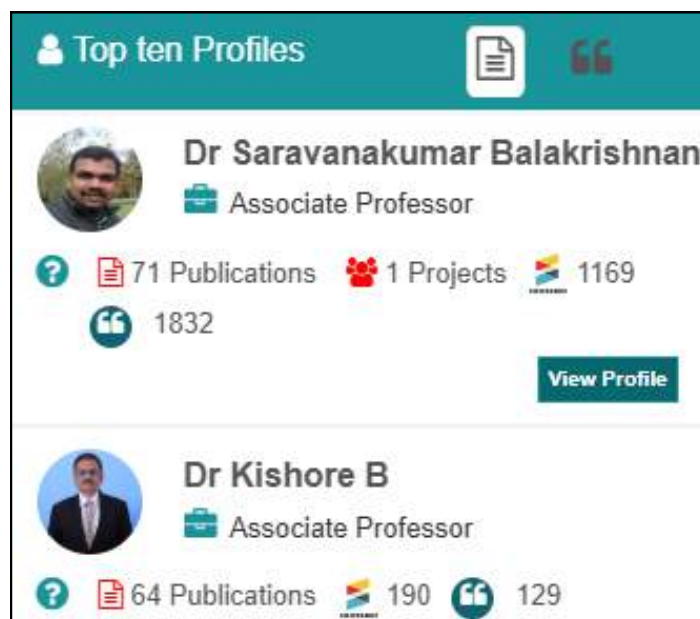 Top ten Profiles
Dr Saravanakumar Balakrishnan
Associate Professor
71 Publications 1 Projects 1169
1832
View Profile
Dr Kishore B
Associate Professor
64 Publications 190 129